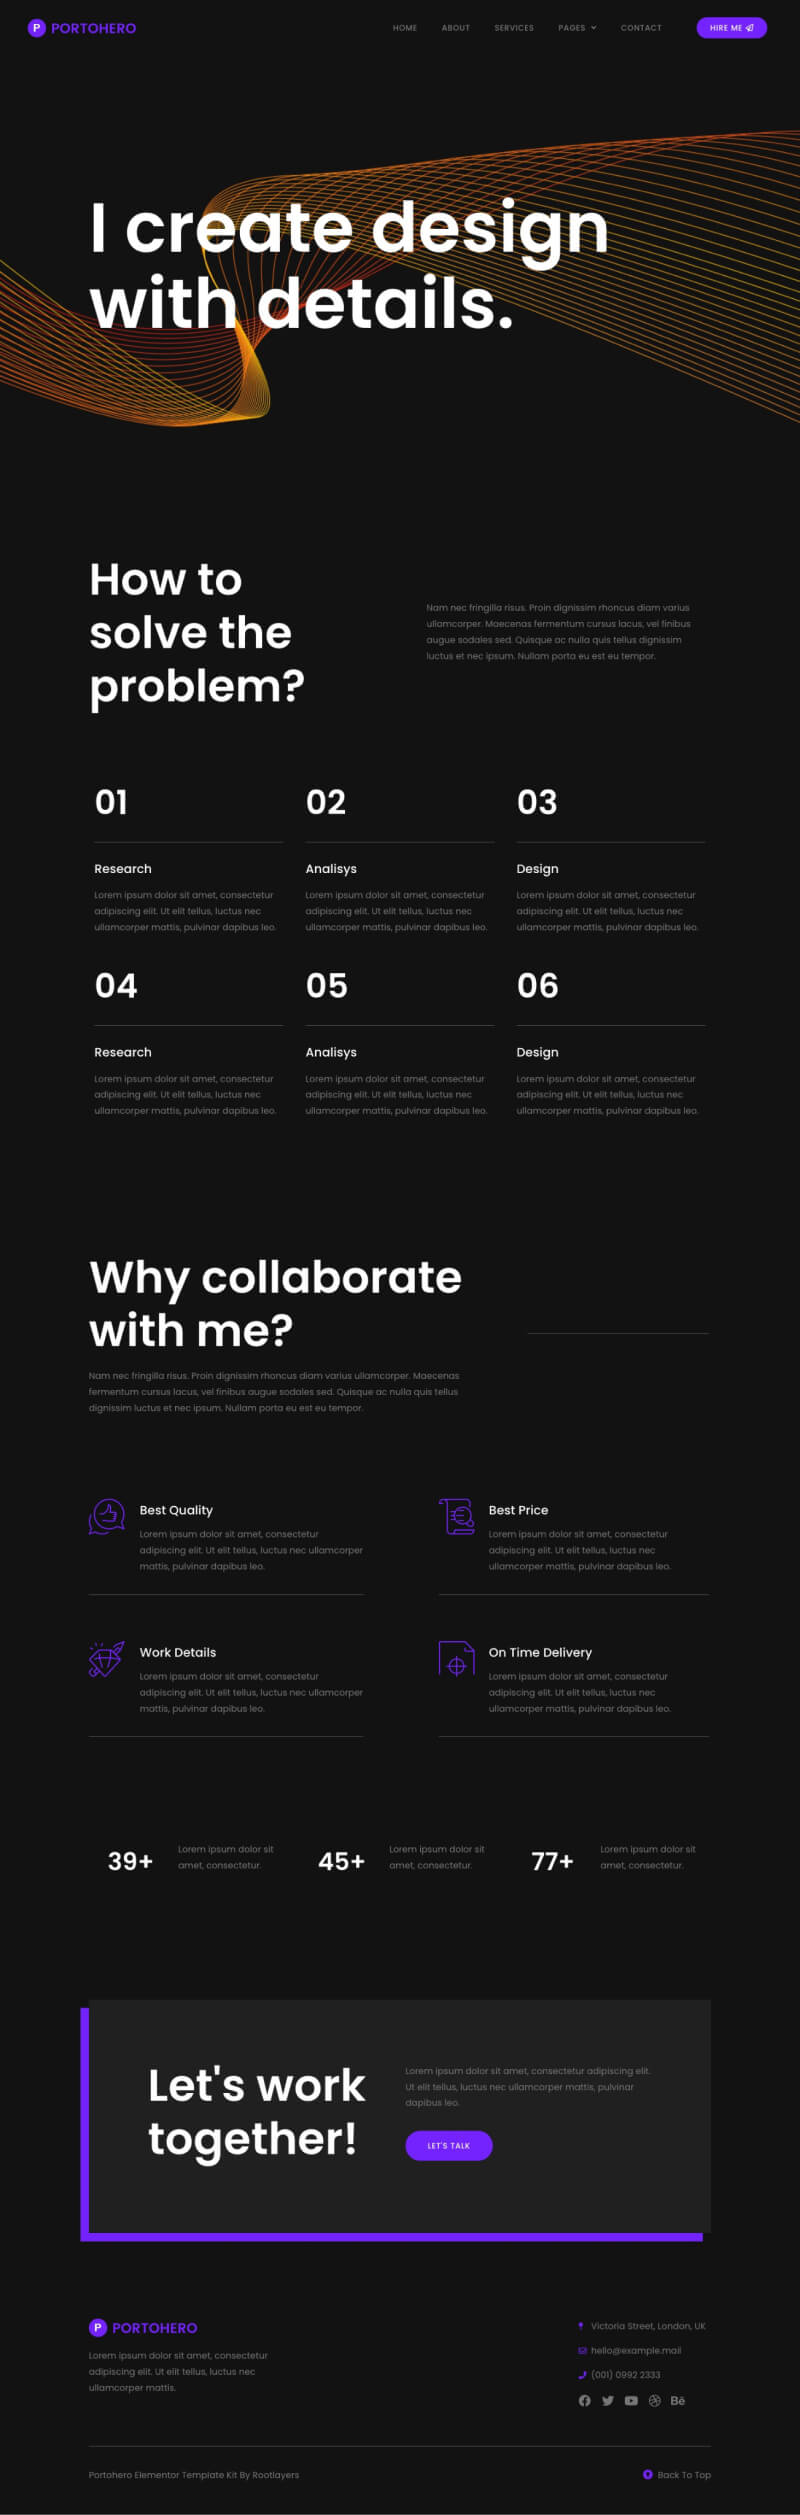 P PORTOHERO
HOME ABOUT SERVICES PAGES CONTACT HIRE ME
I create design
with details.
How to
solve the
problem?
Nam nec fringilla risus. Proin dignissim rhoncus diam varius
ullamcorper. Maecenas fermentum cursus lacus, vel finibus
augue sodales sed. Quisque ac nulla quis tellus dignissim
luctus et nec ipsum. Nullam porta eu est eu tempor.
01
Research
Lorem ipsum dolor sit amet, consectetur
adipiscing elit. Ut elit tellus, luctus nec
ullamcorper mattis, pulvinar dapibus leo.
02
Analisys
Lorem ipsum dolor sit amet, consectetur
adipiscing elit. Ut elit tellus, luctus nec
ullamcorper mattis, pulvinar dapibus leo.
03
Design
Lorem ipsum dolor sit amet, consectetur
adipiscing elit. Ut elit tellus, luctus nec
ullamcorper mattis, pulvinar dapibus leo.
04
Research
Lorem ipsum dolor sit amet, consectetur
adipiscing elit. Ut elit tellus, luctus nec
ullamcorper mattis, pulvinar dapibus leo.
05
Analisys
Lorem ipsum dolor sit amet, consectetur
adipiscing elit. Ut elit tellus, luctus nec
ullamcorper mattis, pulvinar dapibus leo.
06
Design
Lorem ipsum dolor sit amet, consectetur
adipiscing elit. Ut elit tellus, luctus nec
ullamcorper mattis, pulvinar dapibus leo.
Why collaborate
with me?
Nam nec fringilla risus. Proin dignissim rhoncus diam varius ullamcorper. Maecenas
fermentum cursus lacus, vel finibus augue sodales sed. Quisque ac nulla quis tellus
dignissim luctus et nec ipsum. Nullam porta eu est eu tempor.
Best Quality
Lorem ipsum dolor sit amet, consectetur
adipiscing elit. Ut elit tellus, luctus nec ullamcorper
mattis, pulvinar dapibus leo.
Best Price
Lorem ipsum dolor sit amet, consectetur
adipiscing elit. Ut elit tellus, luctus nec
ullamcorper mattis, pulvinar dapibus leo.
Work Details
Lorem ipsum dolor sit amet, consectetur
adipiscing elit. Ut elit tellus, luctus nec ullamcorper
mattis, pulvinar dapibus leo.
On Time Delivery
Lorem ipsum dolor sit amet, consectetur
adipiscing elit. Ut elit tellus, luctus nec
ullamcorper mattis, pulvinar dapibus leo.
39+
Lorem ipsum dolor sit
amet, consectetur.
45+
Lorem ipsum dolor sit
amet, consectetur.
77+
Lorem ipsum dolor sit
amet, consectetur.
Let's work
together!
Lorem ipsum dolor sit amet, consectetur adipiscing elit.
Ut elit tellus, luctus nec ullamcorper mattis, pulvinar
dapibus leo.
LET'S TALK
P PORTOHERO
Lorem ipsum dolor sit amet, consectetur
adipiscing elit. Ut elit tellus, luctus nec
ullamcorper mattis.
Victoria Street, London, UK
hello@example.mail
(001) 0992 2333
Bē
Portohero Elementor Template Kit By Rootlayers
Back To Top